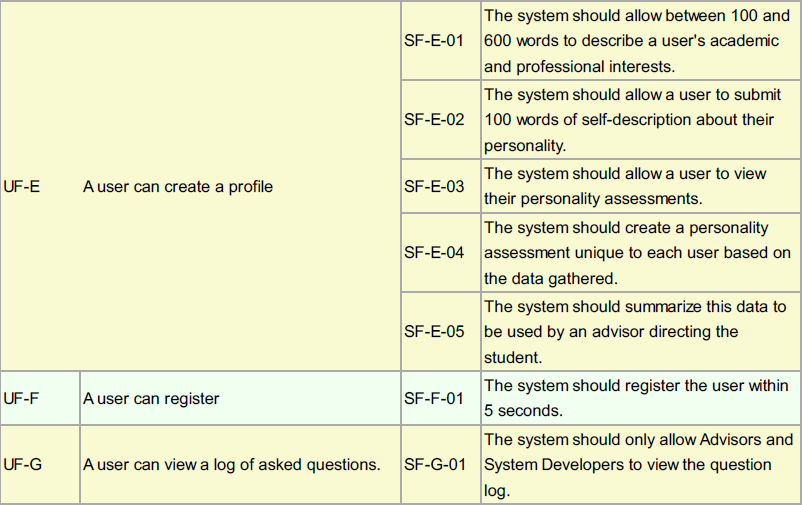 SF-E-01
The system should allow between 100 and
600 words to describe a user's academic
and professional interests.
SF-E-02
The system should allow a user to submit
100 words of self-description about their
personality.
UF-E
A user can create a profile
SF-E-03
The system should allow a user to view
their personality assessments.
SF-E-04
The system should create a personality
assessment unique to each user based on
the data gathered.
SF-E-05
The system should summarize this data to
be used by an advisor directing the
student.
UF-F
A user can register
SF-F-01
The system should register the user within
5 seconds.
UF-G
A user can view a log of asked questions.
SF-G-01
The system should only allow Advisors and
System Developers to view the question
log.